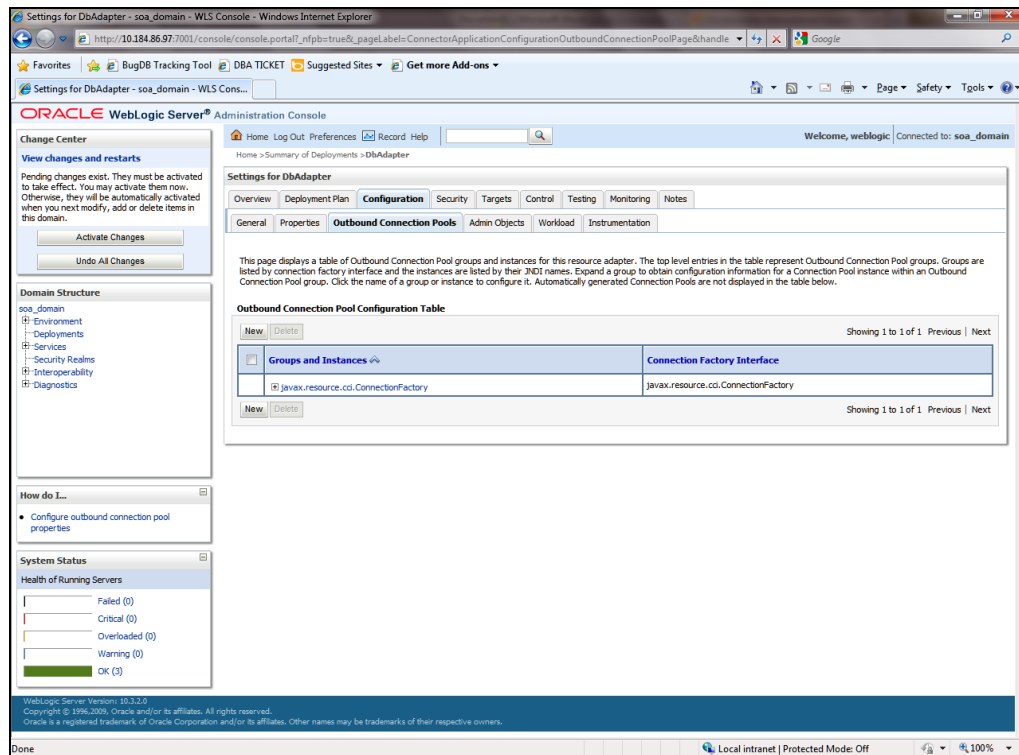 Settings for DbAdapter - soa_domain - WLS Console - Windows Internet Explorer
http://10.184.86.97:7001/console/console.portal?_nfpb=true&_pageLabel=ConnectorApplicationConfigurationOutboundConnectionPoolPage&handle
Google
Favorites BugDB Tracking Tool DBA TICKET Suggested Sites Get more Add-ons
Settings for DbAdapter - soa_domain - WLS Cons...
Page Safety Tools
ORACLE WebLogic Server® Administration Console
Change Center
View changes and restarts
Pending changes exist. They must be activated
to take effect. You may activate them now.
Otherwise, they will be automatically activated
when you next modify, add or delete items in
this domain.
Activate Changes
Undo All Changes
Domain Structure
soa_domain
Environment
Deployments
Services
Security Realms
Interoperability
Diagnostics
How do I...
Configure outbound connection pool
properties
System Status
Health of Running Servers
Failed (0)
Critical (0)
Overloaded (0)
Warning (0)
OK (3)
Home Log Out Preferences Record Help
Welcome, weblogic Connected to: soa_domain
Home >Summary of Deployments >DbAdapter
Settings for DbAdapter
Overview Deployment Plan Configuration Security Targets Control Testing Monitoring Notes
General Properties Outbound Connection Pools Admin Objects Workload Instrumentation
This page displays a table of Outbound Connection Pool groups and instances for this resource adapter. The top level entries in the table represent Outbound Connection Pool groups. Groups are
listed by connection factory interface and the instances are listed by their JNDI names. Expand a group to obtain configuration information for a Connection Pool instance within an Outbound
Connection Pool group. Click the name of a group or instance to configure it. Automatically generated Connection Pools are not displayed in the table below.
Outbound Connection Pool Configuration Table
New Delete Showing 1 to 1 of 1 Previous | Next
Groups and Instances Connection Factory Interface
javax.resource.cci.ConnectionFactory javax.resource.cci.ConnectionFactory
New Delete Showing 1 to 1 of 1 Previous | Next
WebLogic Server Version: 10.3.2.0
Copyright © 1996,2009, Oracle and/or its affiliates. All rights reserved.
Oracle is a registered trademark of Oracle Corporation and/or its affiliates. Other names may be trademarks of their respective owners.
Done Local intranet | Protected Mode: Off 100%